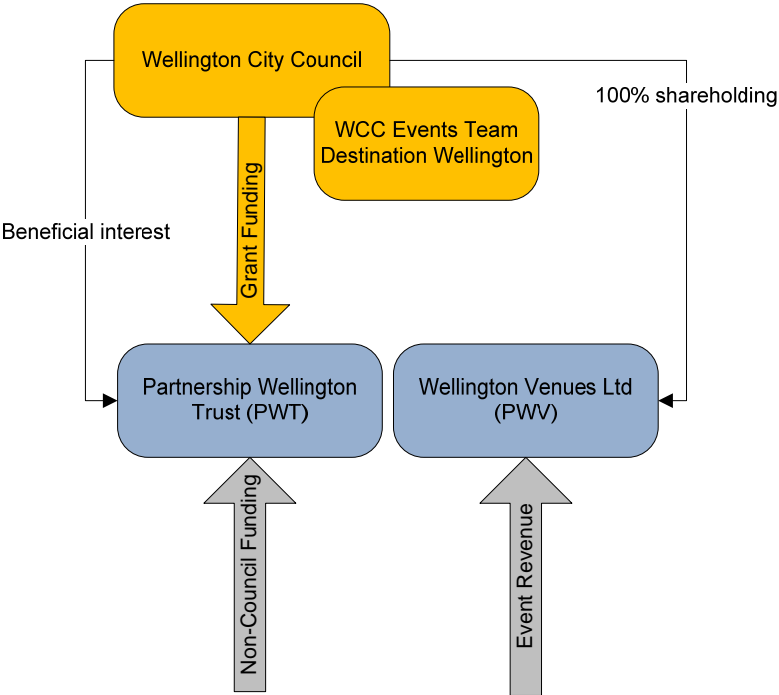 Wellington City Council
100% shareholding
WCC Events Team
Destination Wellington
Grant Funding
Beneficial interest
Partnership Wellington
Trust (PWT)
Wellington Venues Ltd
(PWV)
Non-Council Funding
Event Revenue